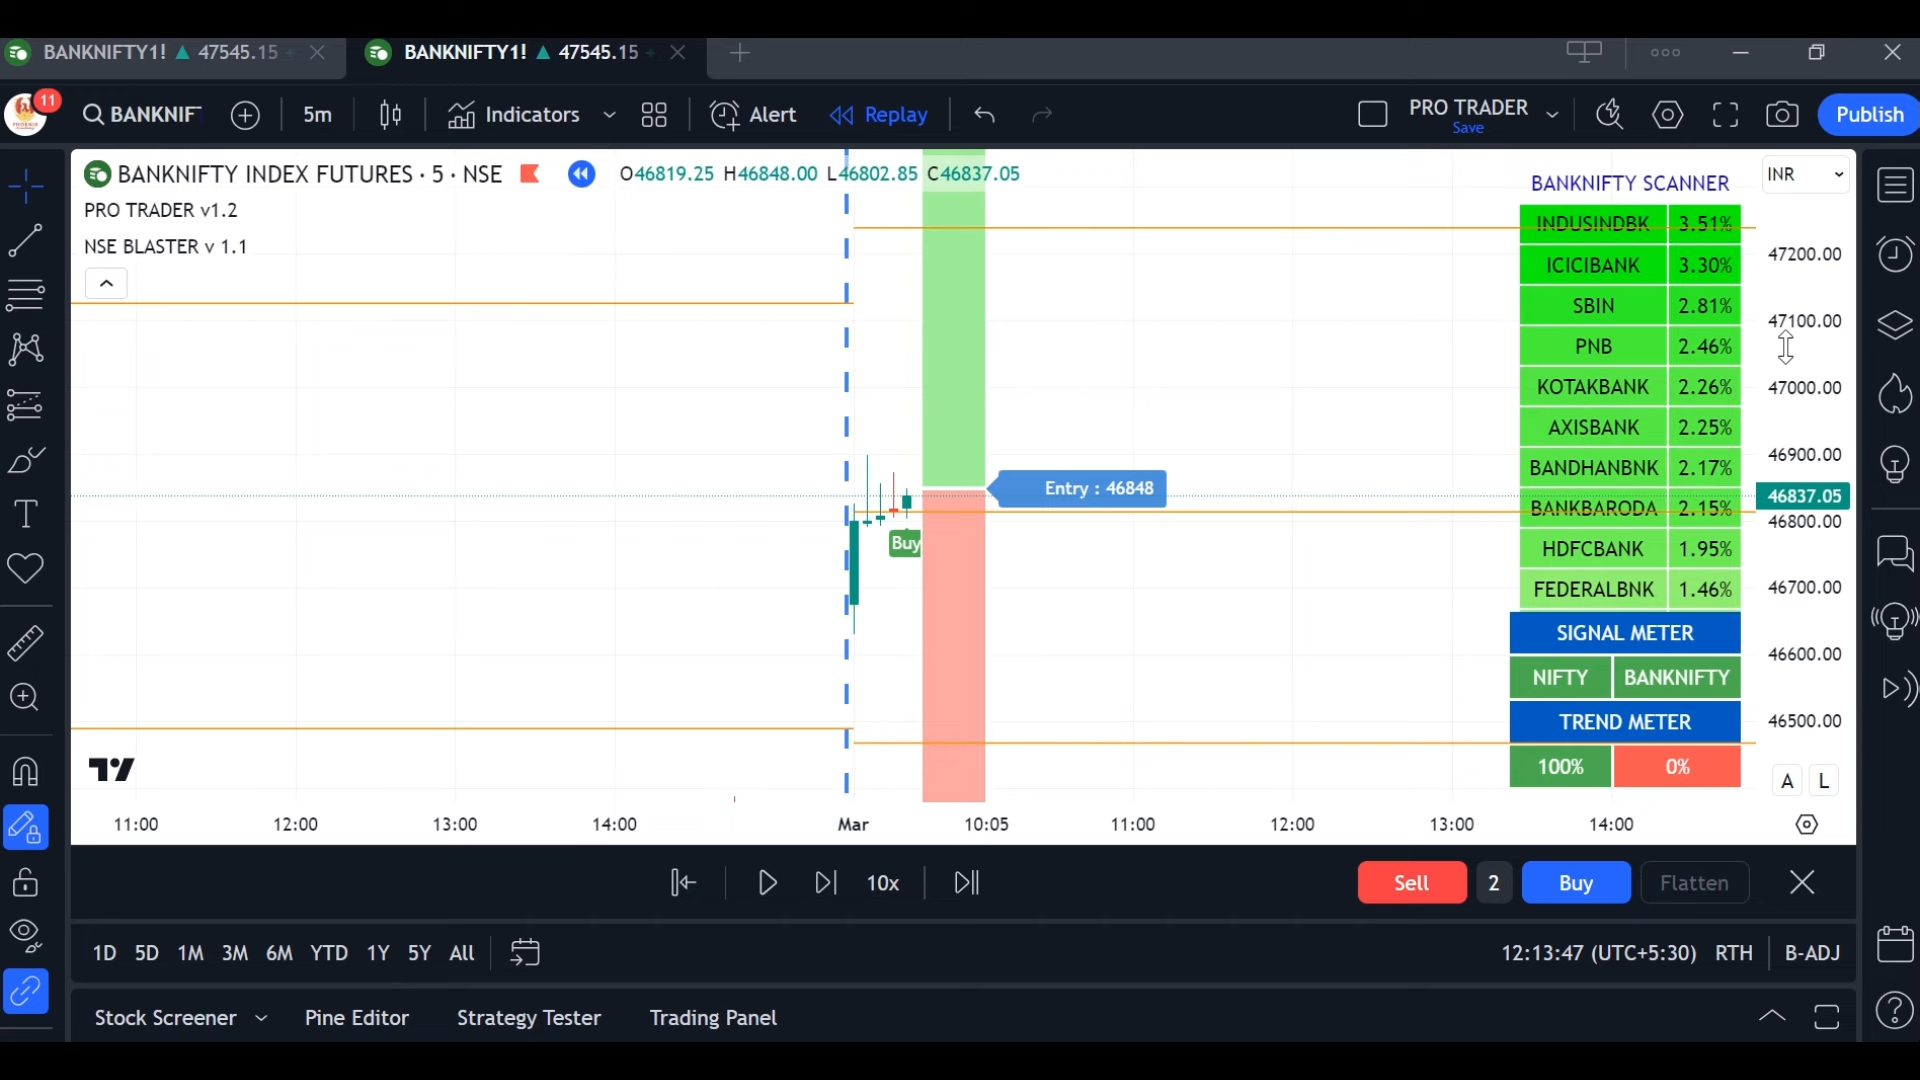 BANKNIFTY1! ▲ 47545.15
BANKNIFTY1! ▲ 47545.15
11
BANKNIF
5m
Indicators
Alert
Replay
PRO TRADER
Save
Publish
BANKNIFTY INDEX FUTURES · 5 · NSE
O46819.25 H46848.00 L46802.85 C46837.05
PRO TRADER v1.2
NSE BLASTER v 1.1
INR
BANKNIFTY SCANNER
INDUSINDBK 3.51%
ICICIBANK 3.30%
SBIN 2.81%
PNB 2.46%
KOTAKBANK 2.26%
AXISBANK 2.25%
BANDHANBNK 2.17%
BANKBARODA 2.15%
HDFCBANK 1.95%
FEDERALBNK 1.46%
SIGNAL METER
NIFTY BANKNIFTY
TREND METER
100% 0%
47200.00
47100.00
47000.00
46900.00
46837.05
46800.00
46700.00
46600.00
46500.00
Entry : 46848
Buy
A L
11:00 12:00 13:00 14:00 Mar 10:05 11:00 12:00 13:00 14:00
10x
Sell 2 Buy Flatten
1D 5D 1M 3M 6M YTD 1Y 5Y All
12:13:47 (UTC+5:30) RTH B-ADJ
Stock Screener Pine Editor Strategy Tester Trading Panel